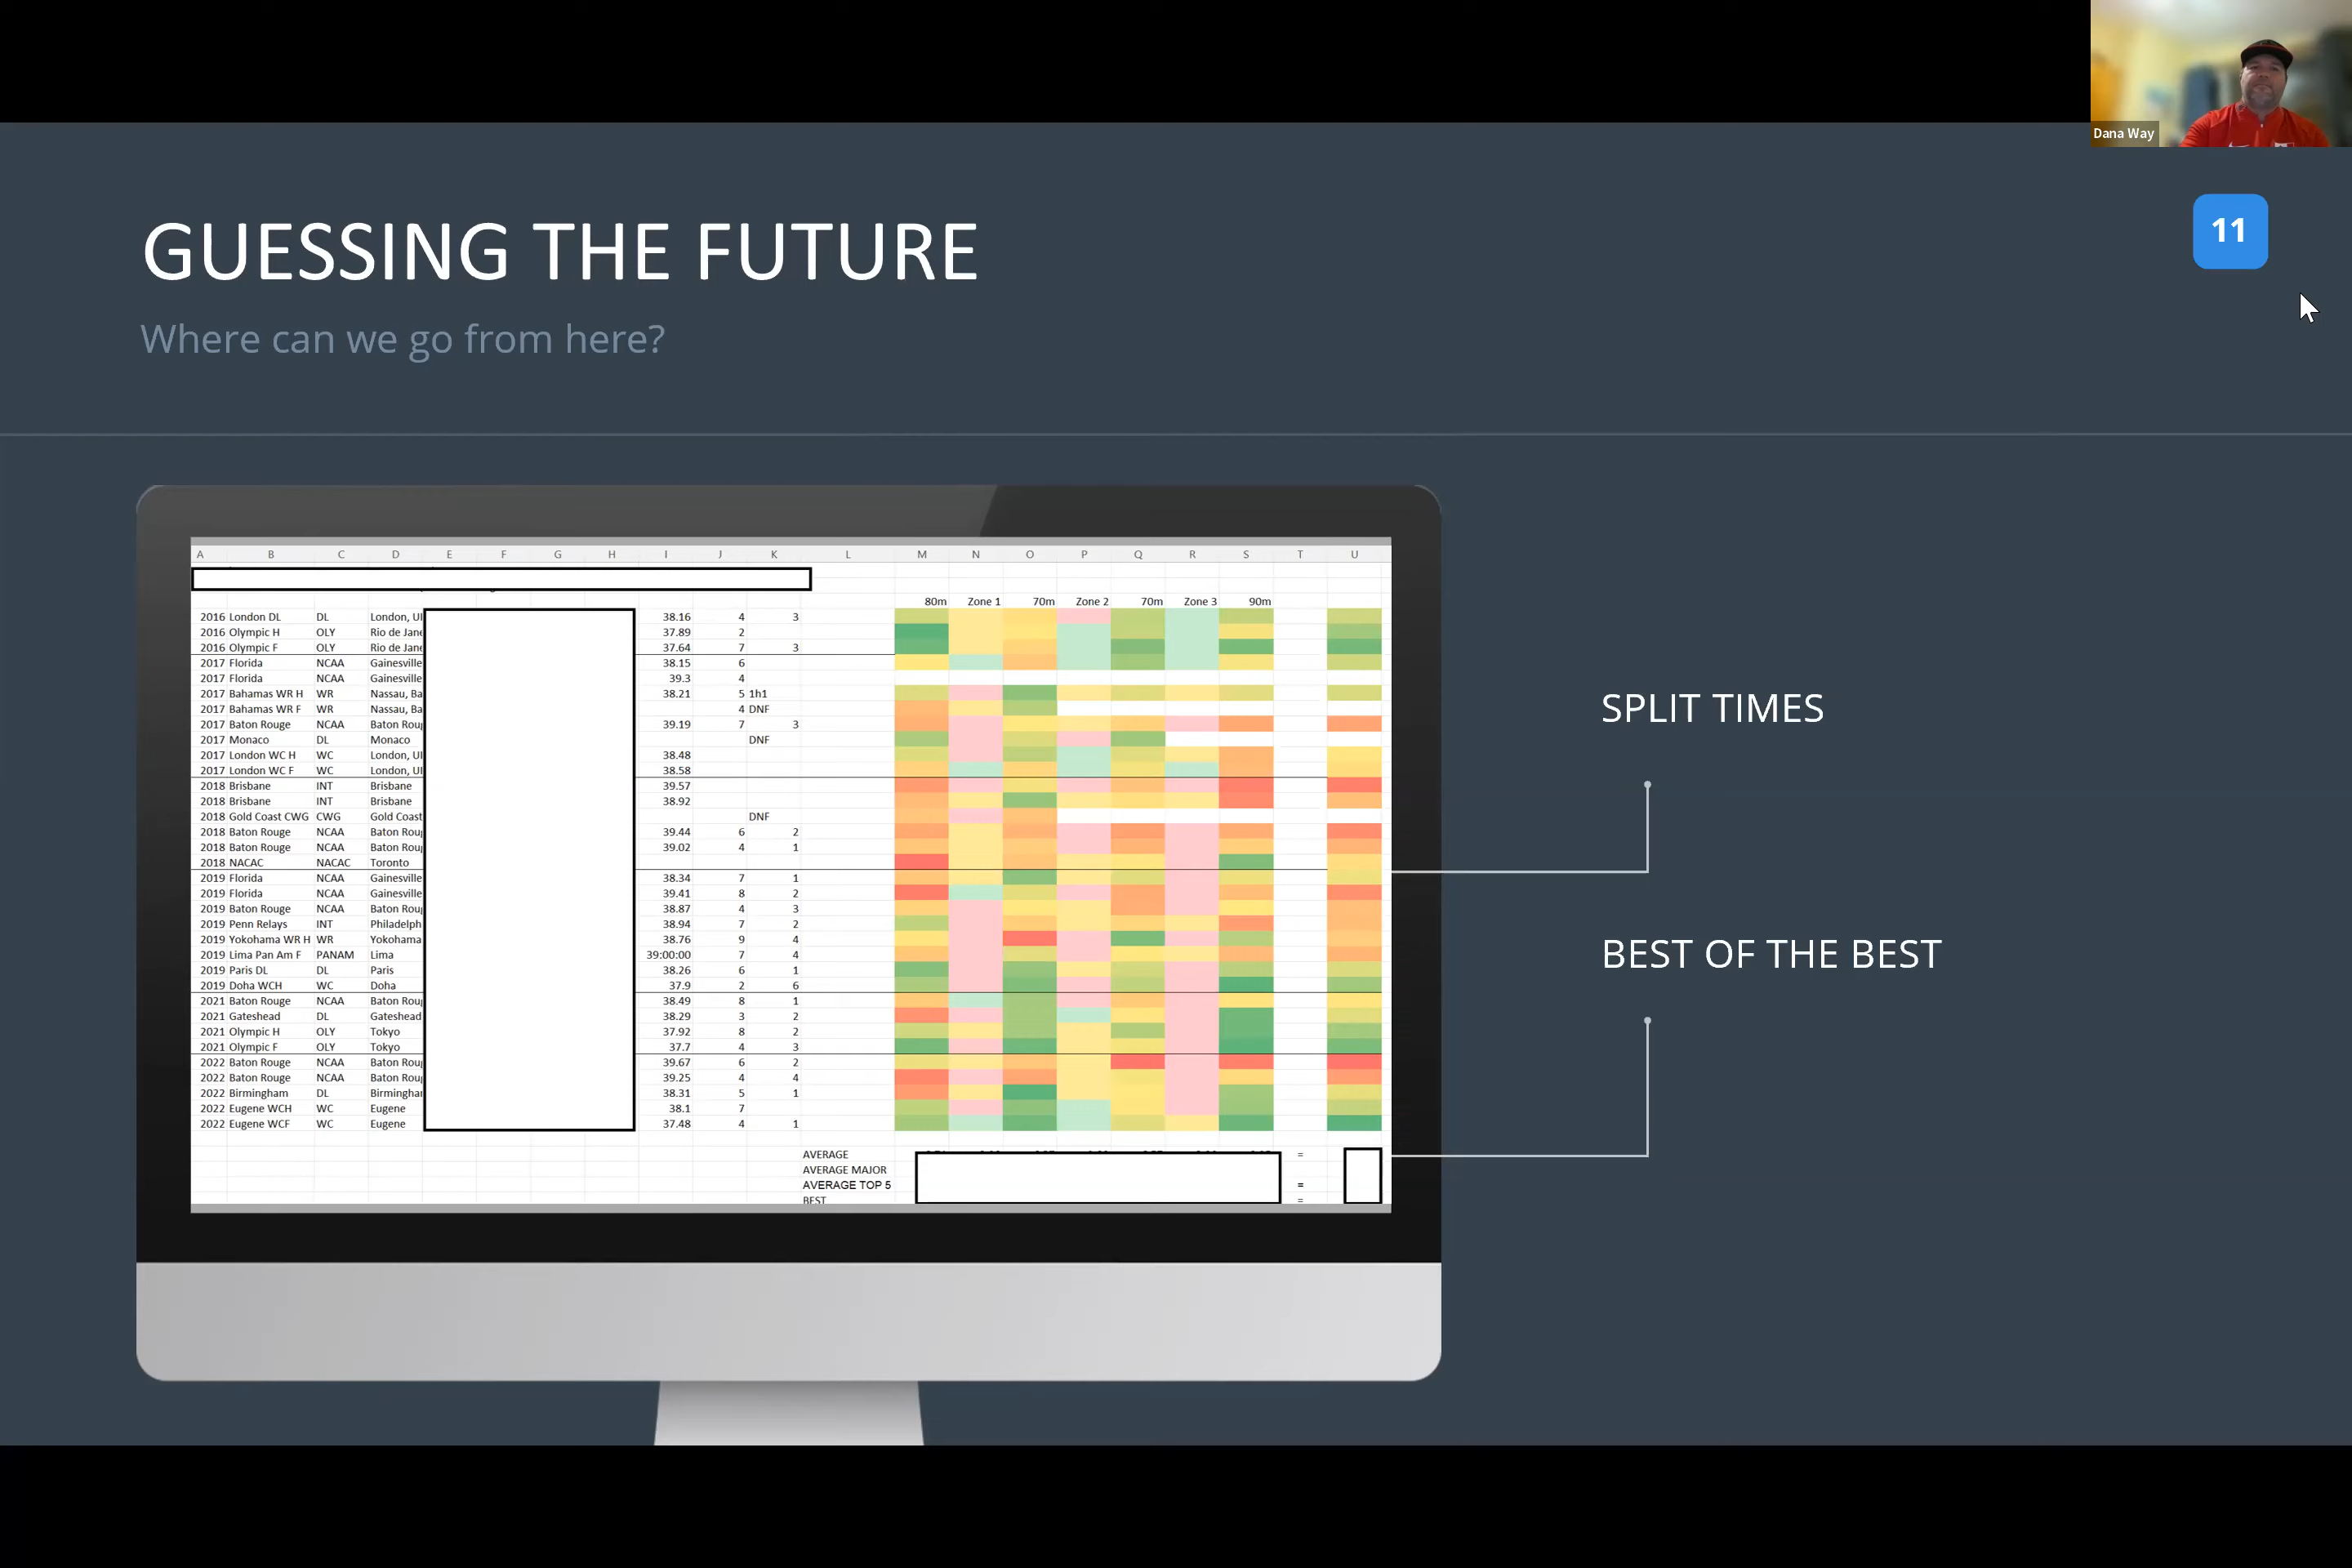 Dana Way
GUESSING THE FUTURE
11
Where can we go from here?
A B C D E F G H I J K L M N O P Q R S T U
80m Zone 1 70m Zone 2 70m Zone 3 90m
2016 London DL DL London, UI 38.16 4 3
2016 Olympic H OLY Rio de Jane 37.89 2
2016 Olympic F OLY Rio de Jane 37.64 7 3
2017 Florida NCAA Gainesville 38.15 6
2017 Florida NCAA Gainesville 39.3 4
2017 Bahamas WR H WR Nassau, Ba 38.21 5 1h1
2017 Bahamas WR F WR Nassau, Ba 4 DNF
2017 Baton Rouge NCAA Baton Rou 39.19 7 3
2017 Monaco DL Monaco DNF
2017 London WC H WC London, UI 38.48
2017 London WC F WC London, UI 38.58
2018 Brisbane INT Brisbane 39.57
2018 Brisbane INT Brisbane 38.92
2018 Gold Coast CWG CWG Gold Coast DNF
2018 Baton Rouge NCAA Baton Rou 39.44 6 2
2018 Baton Rouge NCAA Baton Rou 39.02 4 1
2018 NACAC NACAC Toronto
2019 Florida NCAA Gainesville 38.34 7 1
2019 Florida NCAA Gainesville 39.41 8 2
2019 Baton Rouge NCAA Baton Rou 38.87 4 3
2019 Penn Relays INT Philadelph 38.94 7 2
2019 Yokohama WR H WR Yokohama 38.76 9 4
2019 Lima Pan Am F PANAM Lima 39:00:00 7 4
2019 Paris DL DL Paris 38.26 6 1
2019 Doha WCH WC Doha 37.9 2 6
2021 Baton Rouge NCAA Baton Rou 38.49 8 1
2021 Gateshead DL Gateshead 38.29 3 2
2021 Olympic H OLY Tokyo 37.92 8 2
2021 Olympic F OLY Tokyo 37.7 4 3
2022 Baton Rouge NCAA Baton Rou 39.67 6 2
2022 Baton Rouge NCAA Baton Rou 39.25 4 4
2022 Birmingham DL Birmingha 38.31 5 1
2022 Eugene WCH WC Eugene 38.1 7
2022 Eugene WCF WC Eugene 37.48 4 1
AVERAGE =
AVERAGE MAJOR
AVERAGE TOP 5 =
BEST =
SPLIT TIMES
BEST OF THE BEST